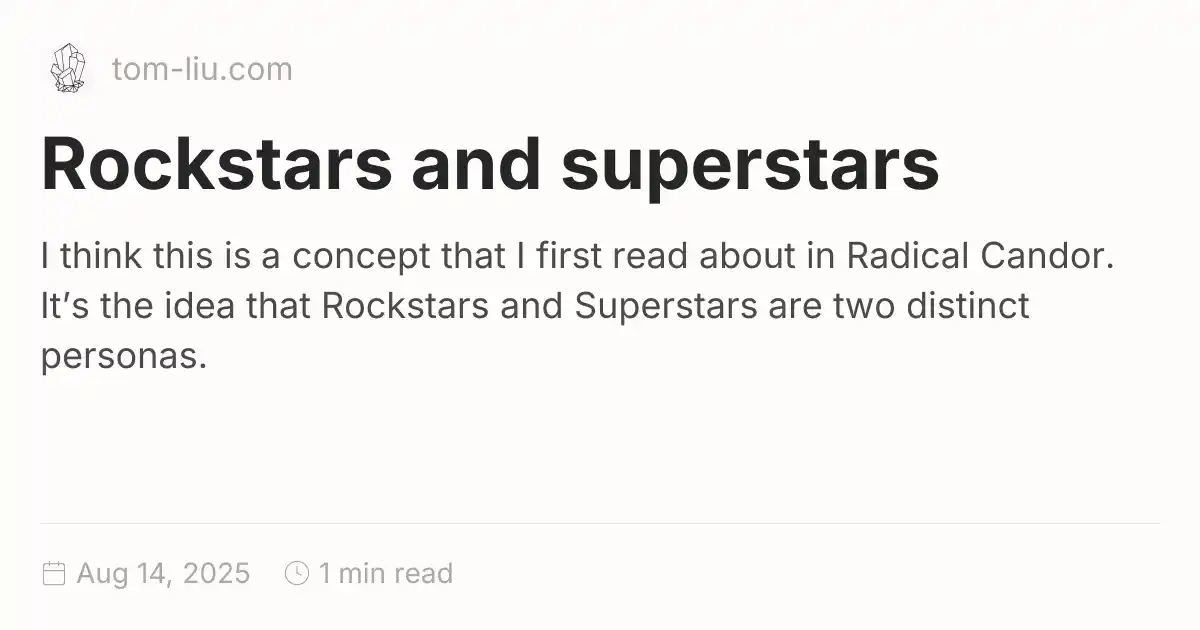 tom-liu.com
Rockstars and superstars
I think this is a concept that I first read about in Radical Candor.
It’s the idea that Rockstars and Superstars are two distinct
personas.
Aug 14, 2025 1 min read